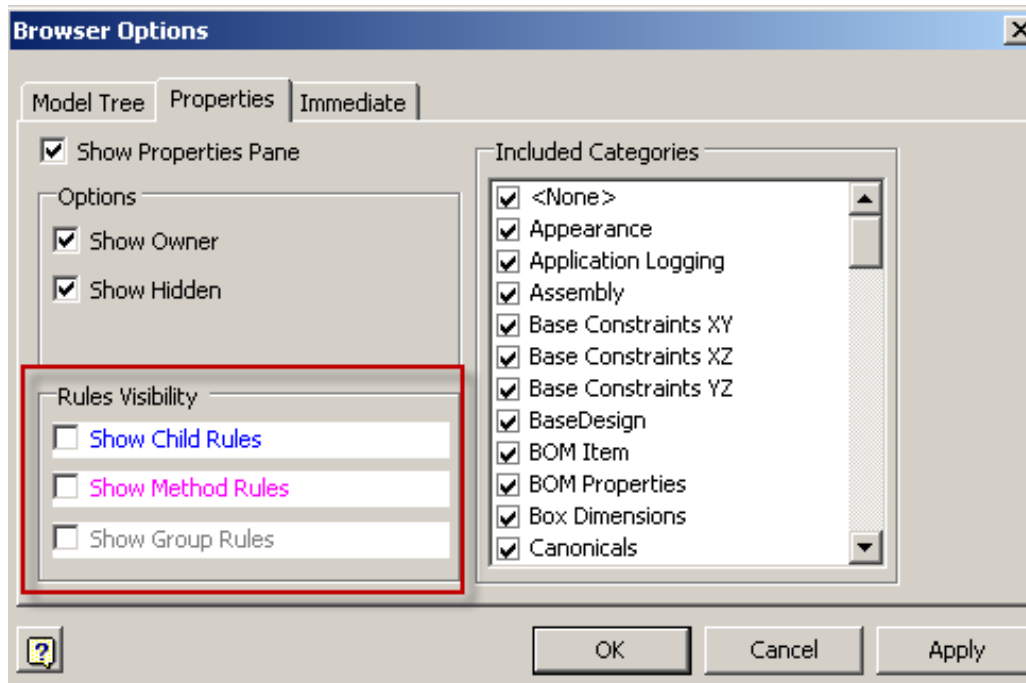 Browser Options
Model Tree
Properties
Immediate
Show Properties Pane
Options
Show Owner
Show Hidden
Rules Visibility
Show Child Rules
Show Method Rules
Show Group Rules
Included Categories
<None>
Appearance
Application Logging
Assembly
Base Constraints XY
Base Constraints XZ
Base Constraints YZ
BaseDesign
BOM Item
BOM Properties
Box Dimensions
Canonicals
?
OK
Cancel
Apply